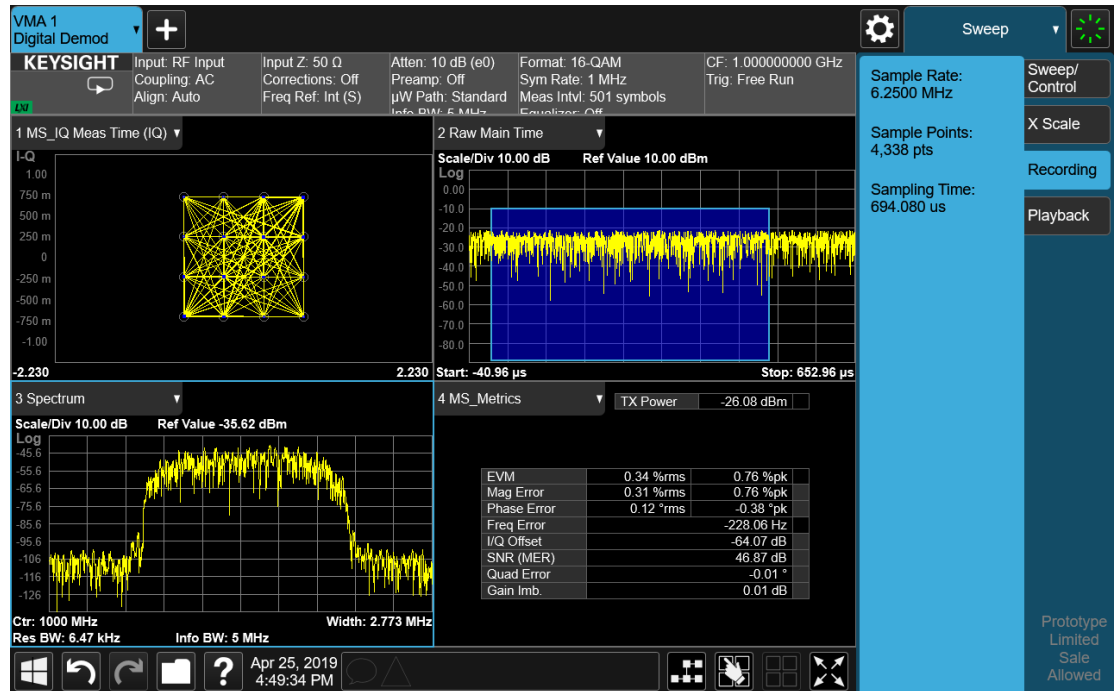 VMA 1
Digital Demod
Sweep
KEYSIGHT
LXI
Input: RF Input
Coupling: AC
Align: Auto
Input Z: 50 Ω
Corrections: Off
Freq Ref: Int (S)
Atten: 10 dB (e0)
Preamp: Off
µW Path: Standard
Info BW: 5 MHz
Format: 16-QAM
Sym Rate: 1 MHz
Meas Intvl: 501 symbols
Equalizer: Off
CF: 1.000000000 GHz
Trig: Free Run
1 MS_IQ Meas Time (IQ)
I-Q
1.00
750 m
500 m
250 m
0
-250 m
-500 m
-750 m
-1.00
-2.230
2.230
2 Raw Main Time
Scale/Div 10.00 dB
Ref Value 10.00 dBm
Log
0.00
-10.0
-20.0
-30.0
-40.0
-50.0
-60.0
-70.0
-80.0
Start: -40.96 µs
Stop: 652.96 µs
3 Spectrum
Scale/Div 10.00 dB
Ref Value -35.62 dBm
Log
-45.6
-55.6
-65.6
-75.6
-85.6
-95.6
-106
-116
-126
Ctr: 1000 MHz
Width: 2.773 MHz
Res BW: 6.47 kHz
Info BW: 5 MHz
4 MS_Metrics
TX Power -26.08 dBm
EVM 0.34 %rms 0.76 %pk
Mag Error 0.31 %rms 0.76 %pk
Phase Error 0.12 °rms -0.38 °pk
Freq Error -228.06 Hz
I/Q Offset -64.07 dB
SNR (MER) 46.87 dB
Quad Error -0.01 °
Gain Imb. 0.01 dB
Sample Rate:
6.2500 MHz
Sample Points:
4,338 pts
Sampling Time:
694.080 us
Sweep/
Control
X Scale
Recording
Playback
Prototype
Limited
Sale
Allowed
?
Apr 25, 2019
4:49:34 PM